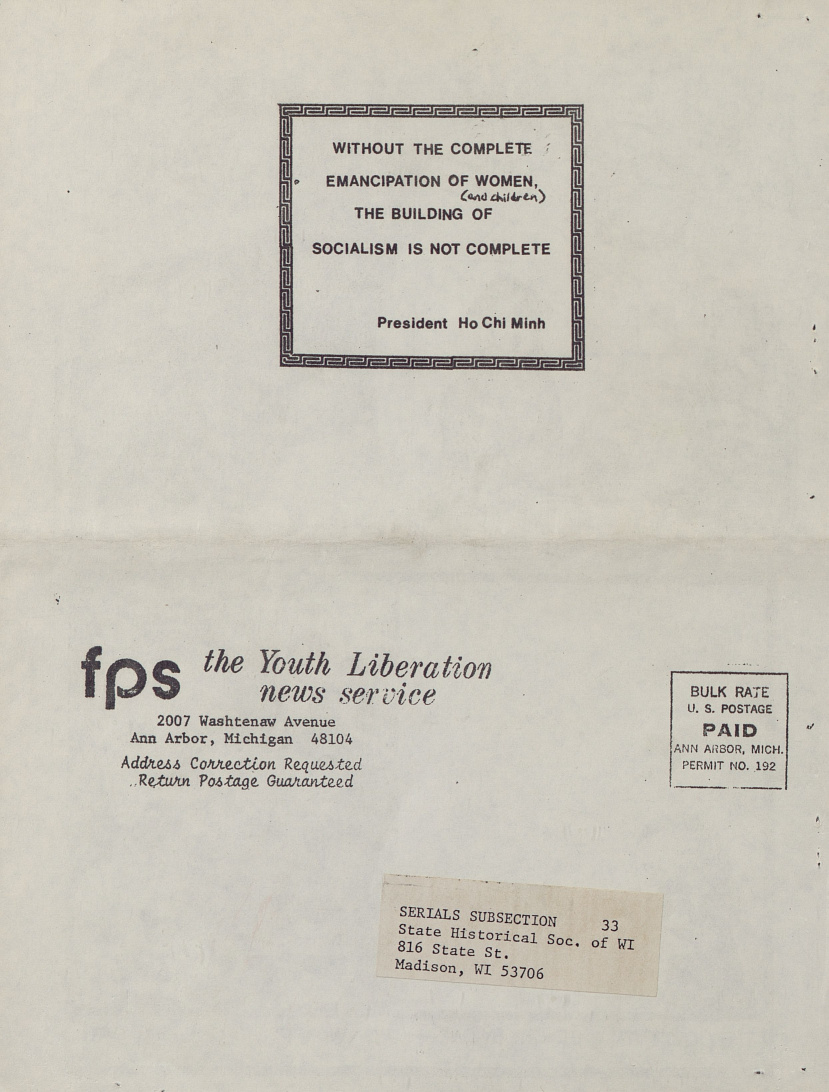 WITHOUT THE COMPLETE
EMANCIPATION OF WOMEN,
(and children)
THE BUILDING OF
SOCIALISM IS NOT COMPLETE
President Ho Chi Minh
fps the Youth Liberation
news service
2007 Washtenaw Avenue
Ann Arbor, Michigan 48104
Address Correction Requested
Return Postage Guaranteed
BULK RATE
U. S. POSTAGE
PAID
ANN ARBOR, MICH.
PERMIT NO. 192
SERIALS SUBSECTION 33
State Historical Soc. of WI
816 State St.
Madison, WI 53706